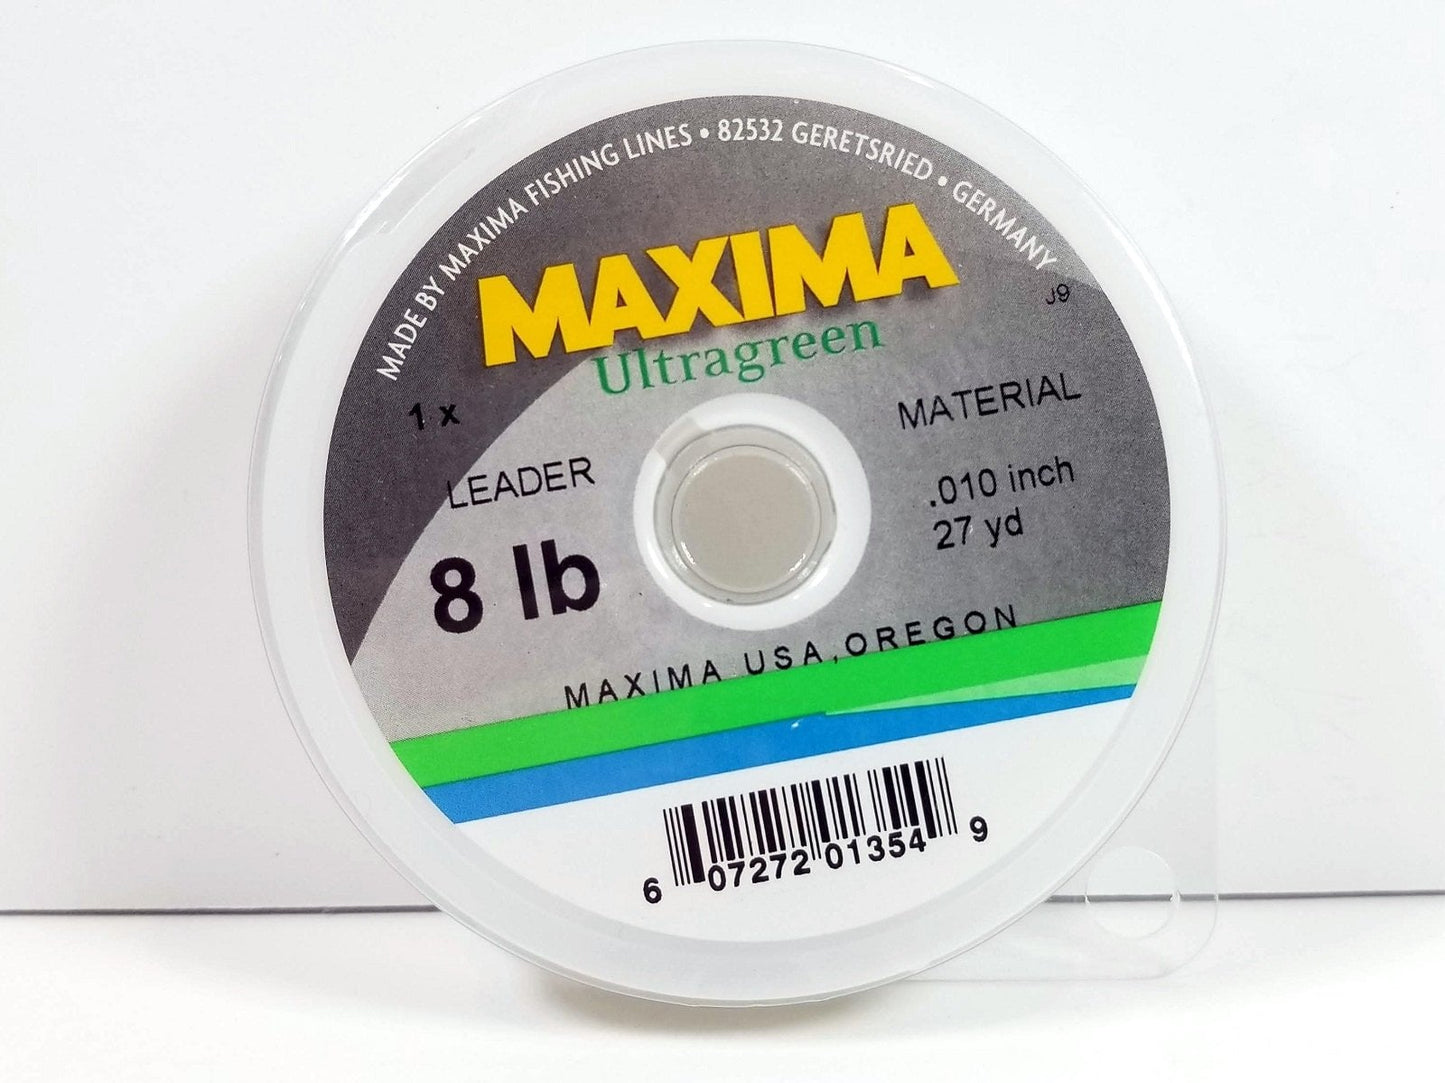 MADE BY MAXIMA FISHING LINES • 82532 GERETSRIED • GERMANY
J9
MAXIMA
Ultragreen
1 x
LEADER
8 lb
MATERIAL
.010 inch
27 yd
MAXIMA USA, OREGON
6 07272 01354 9